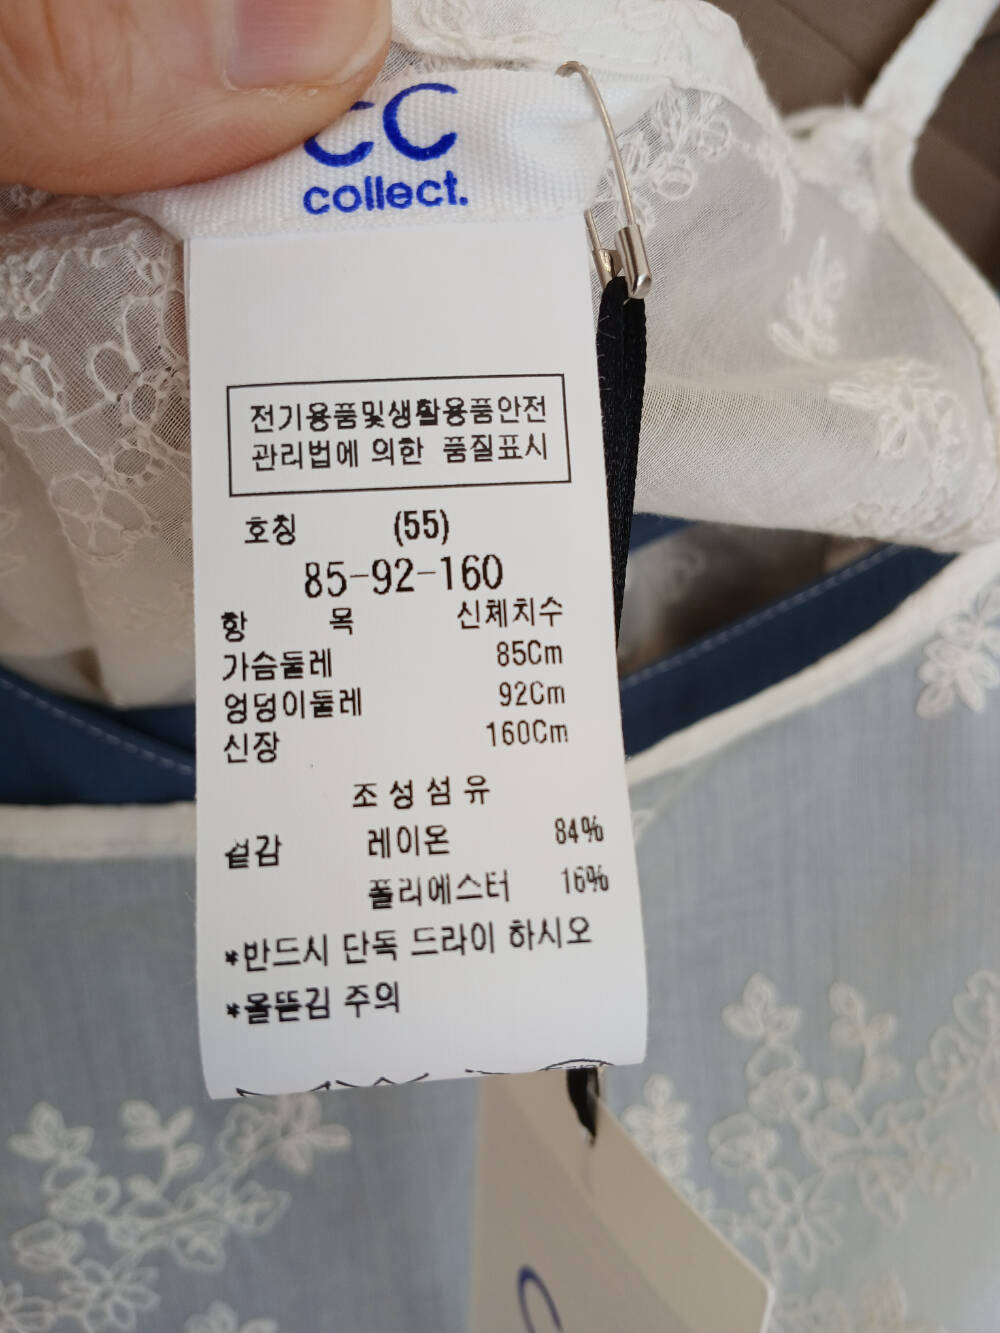 CC
collect.
전기용품및생활용품안전
관리법에 의한 품질표시
호칭 (55)
85-92-160
항 목 신체치수
가슴둘레 85Cm
엉덩이둘레 92Cm
신장 160Cm
조성섬유
겉감 레이온 84%
폴리에스터 16%
*반드시 단독 드라이 하시오
*올뜯김 주의